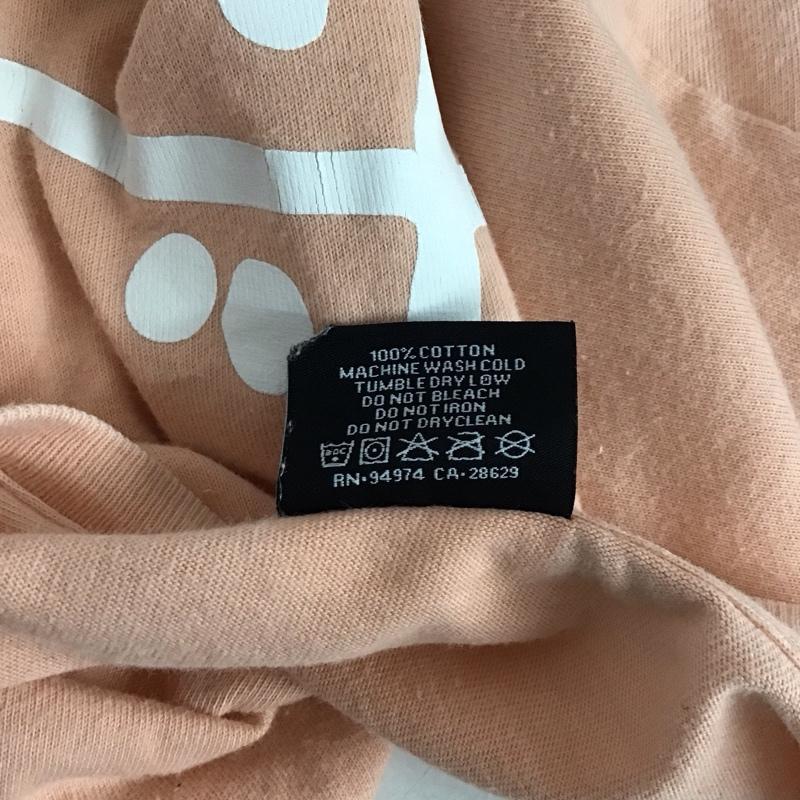 100% COTTON
MACHINE WASH COLD
TUMBLE DRY LOW
DO NOT BLEACH
DO NOT IRON
DO NOT DRYCLEAN
RN·94974 CA·28629